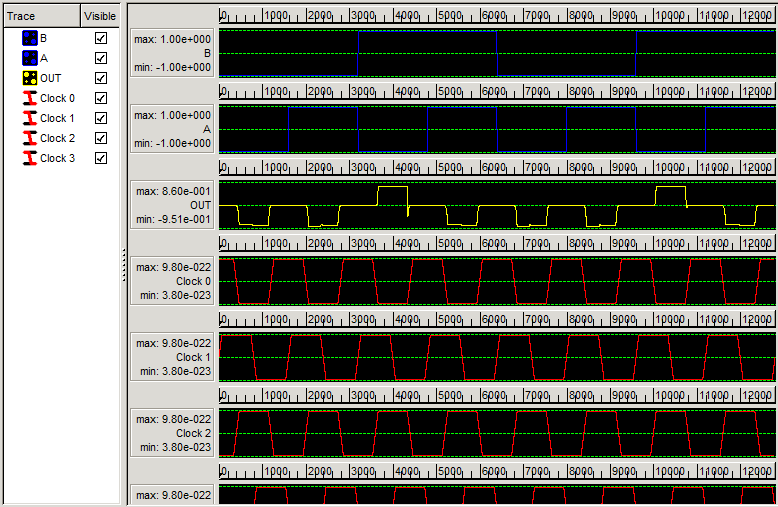 Trace Visible
B
A
OUT
Clock 0
Clock 1
Clock 2
Clock 3
0 1000 2000 3000 4000 5000 6000 7000 8000 9000 10000 11000 12000
max: 1.00e+000
B
min: -1.00e+000
0 1000 2000 3000 4000 5000 6000 7000 8000 9000 10000 11000 12000
max: 1.00e+000
A
min: -1.00e+000
0 1000 2000 3000 4000 5000 6000 7000 8000 9000 10000 11000 12000
max: 8.60e-001
OUT
min: -9.51e-001
0 1000 2000 3000 4000 5000 6000 7000 8000 9000 10000 11000 12000
max: 9.80e-022
Clock 0
min: 3.80e-023
0 1000 2000 3000 4000 5000 6000 7000 8000 9000 10000 11000 12000
max: 9.80e-022
Clock 1
min: 3.80e-023
0 1000 2000 3000 4000 5000 6000 7000 8000 9000 10000 11000 12000
max: 9.80e-022
Clock 2
min: 3.80e-023
0 1000 2000 3000 4000 5000 6000 7000 8000 9000 10000 11000 12000
max: 9.80e-022